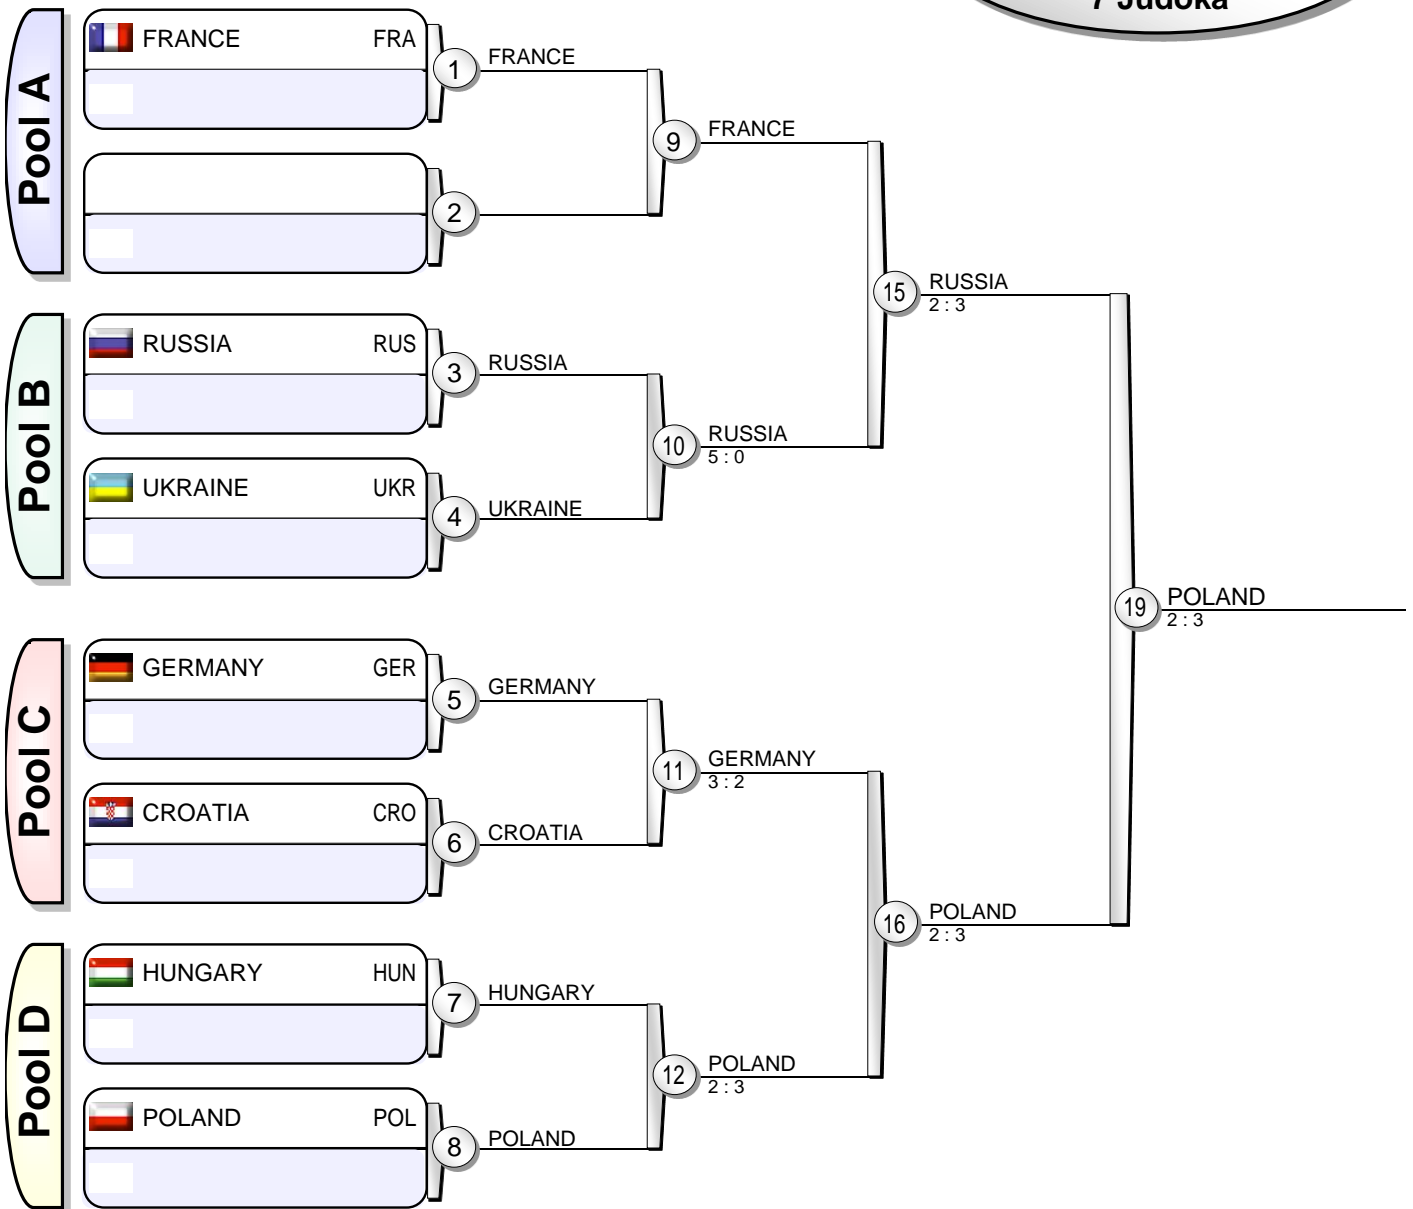 7 Judoka
Pool A
FRANCE FRA
1 FRANCE
2
9 FRANCE
Pool B
RUSSIA RUS
3 RUSSIA
UKRAINE UKR
4 UKRAINE
10 RUSSIA
5 : 0
15 RUSSIA
2 : 3
Pool C
GERMANY GER
5 GERMANY
CROATIA CRO
6 CROATIA
11 GERMANY
3 : 2
Pool D
HUNGARY HUN
7 HUNGARY
POLAND POL
8 POLAND
12 POLAND
2 : 3
16 POLAND
2 : 3
19 POLAND
2 : 3